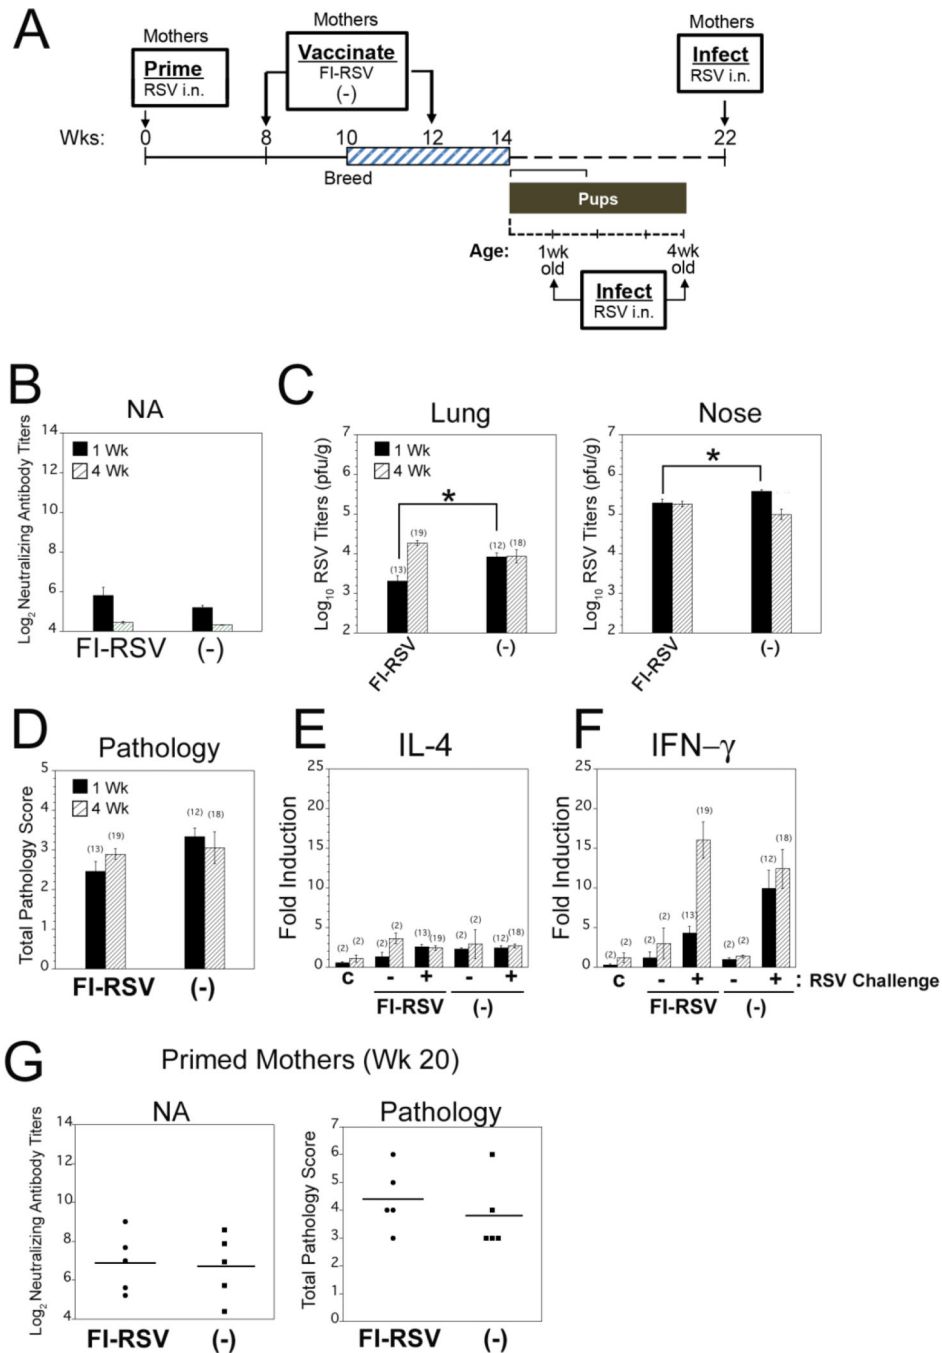 A
Mothers
Prime
RSV i.n.
Mothers
Vaccinate
FI-RSV
(-)
Mothers
Infect
RSV i.n.
Wks: 0 8 10 12 14 22
Breed
Pups
Age: 1wk old 4wk old
Infect
RSV i.n.
B
NA
Log2 Neutralizing Antibody Titers
14
12
10
8
6
4
1 Wk
4 Wk
FI-RSV (-)
C
Lung
Log10 RSV Titers (pfu/g)
7
6
5
4
3
2
1 Wk
4 Wk
*
(13) (19) (12) (18)
FI-RSV (-)
Nose
Log10 RSV Titers (pfu/g)
7
6
5
4
3
2
*
FI-RSV (-)
D
Pathology
Total Pathology Score
5
4
3
2
1
0
1 Wk
4 Wk
(13) (19) (12) (18)
FI-RSV (-)
E
IL-4
Fold Induction
25
20
15
10
5
0
(2) (2) (2) (2) (13) (19) (2) (2) (12) (18)
c - + - +
FI-RSV (-)
F
IFN–γ
Fold Induction
25
20
15
10
5
0
(2) (2) (2) (2) (13) (19) (2) (2) (12) (18)
c - + - + : RSV Challenge
FI-RSV (-)
G
Primed Mothers (Wk 20)
NA
Log2 Neutralizing Antibody Titers
14
12
10
8
6
4
FI-RSV (-)
Pathology
Total Pathology Score
7
6
5
4
3
2
1
0
FI-RSV (-)